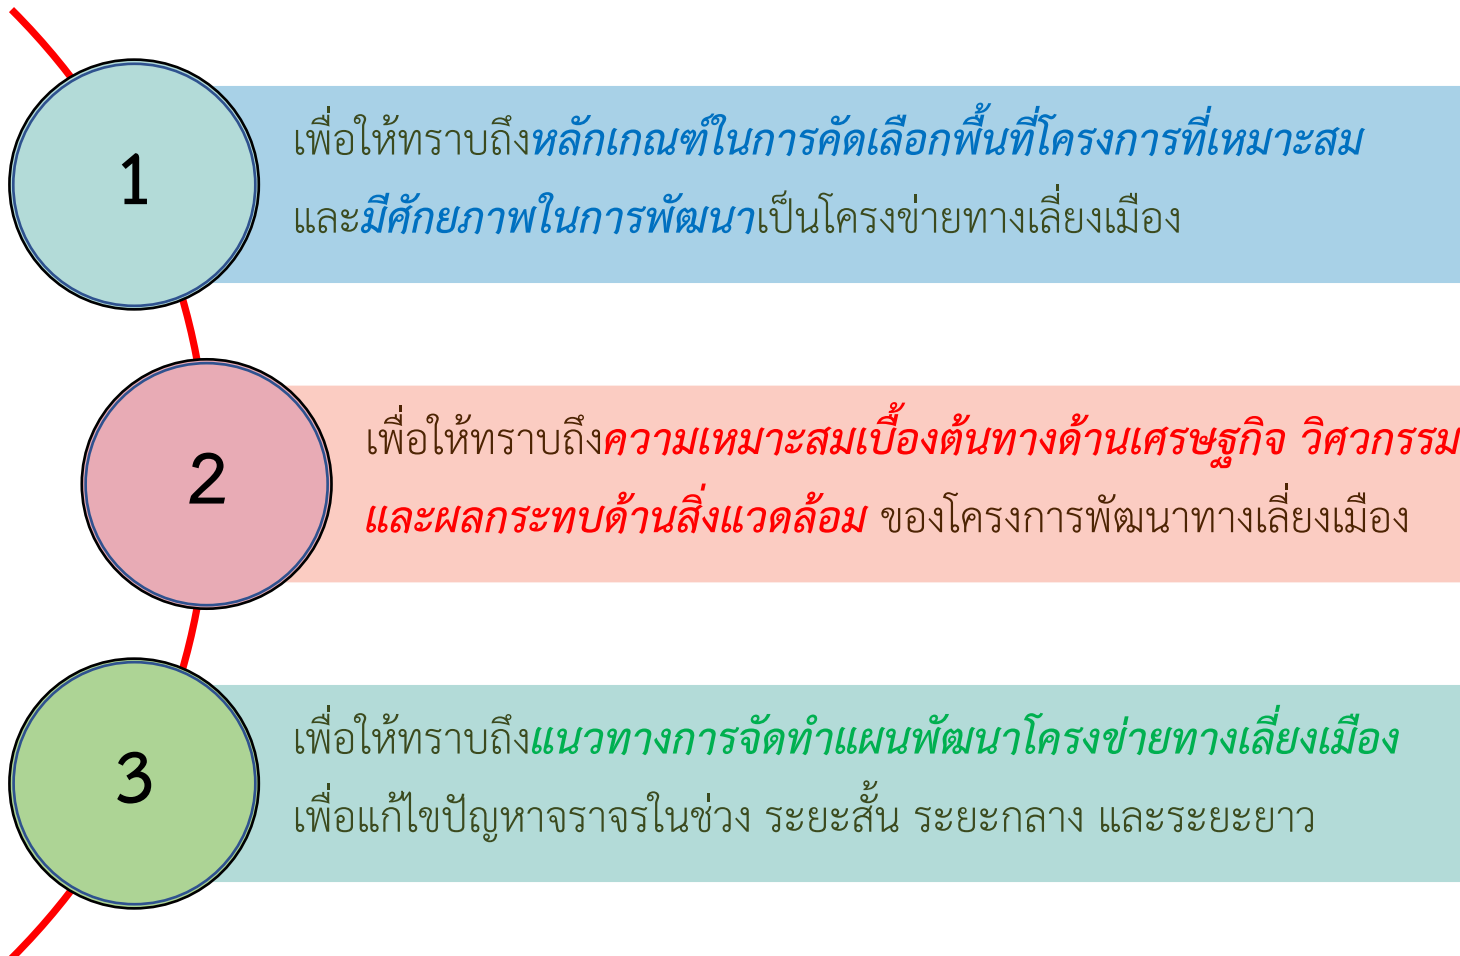 1
เพื่อให้ทราบถึงหลักเกณฑ์ในการคัดเลือกพื้นที่โครงการที่เหมาะสม
และมีศักยภาพในการพัฒนาเป็นโครงข่ายทางเลี่ยงเมือง
2
เพื่อให้ทราบถึงความเหมาะสมเบื้องต้นทางด้านเศรษฐกิจ วิศวกรรม
และผลกระทบด้านสิ่งแวดล้อม ของโครงการพัฒนาทางเลี่ยงเมือง
3
เพื่อให้ทราบถึงแนวทางการจัดทำแผนพัฒนาโครงข่ายทางเลี่ยงเมือง
เพื่อแก้ไขปัญหาจราจรในช่วง ระยะสั้น ระยะกลาง และระยะยาว